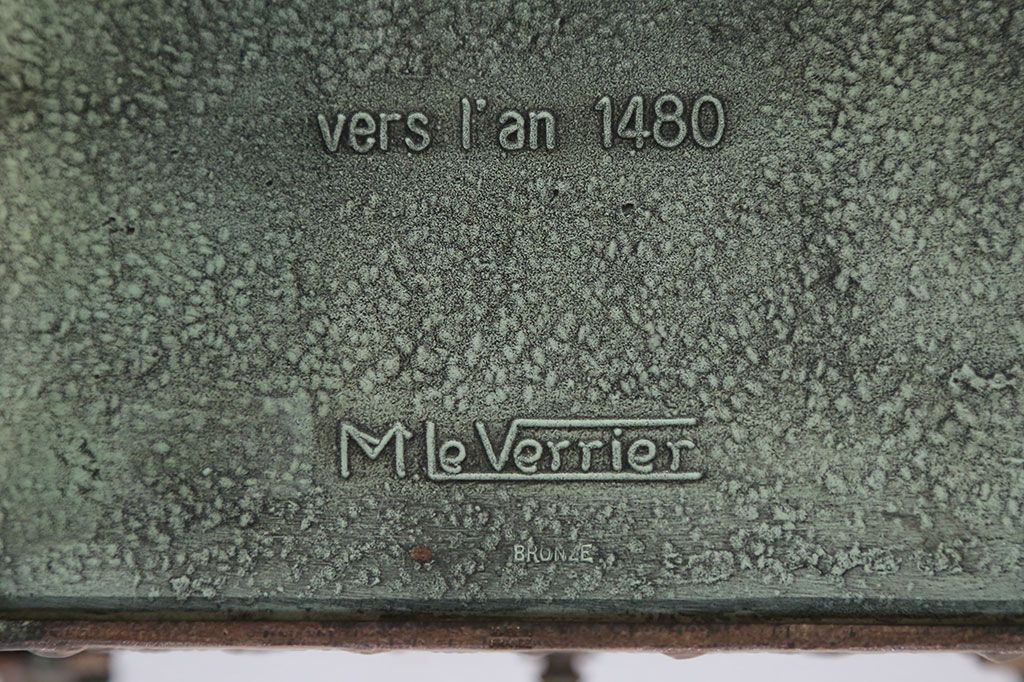 vers l'an 1480
M Le Verrier
BRONZE